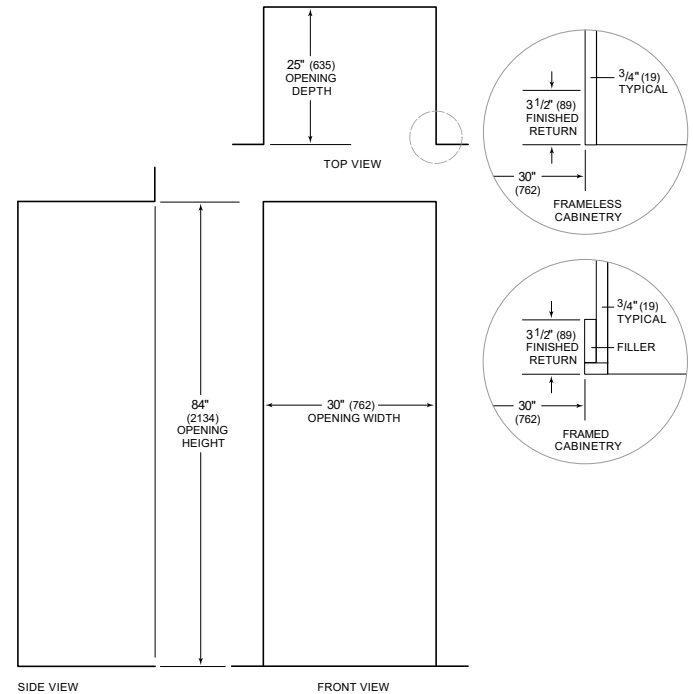 25" (635)
OPENING
DEPTH
TOP VIEW
3/4" (19)
TYPICAL
3 1/2" (89)
FINISHED
RETURN
30"
(762)
FRAMELESS
CABINETRY
3/4" (19)
TYPICAL
3 1/2" (89)
FINISHED
RETURN
FILLER
30"
(762)
FRAMED
CABINETRY
84"
(2134)
OPENING
HEIGHT
30" (762)
OPENING WIDTH
SIDE VIEW
FRONT VIEW